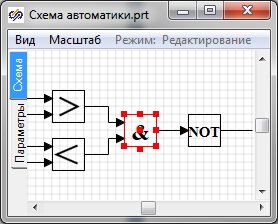 Схема автоматики.prt
Вид Масштаб Режим: Редактирование
Схема
Параметры
>
&
<
NOT